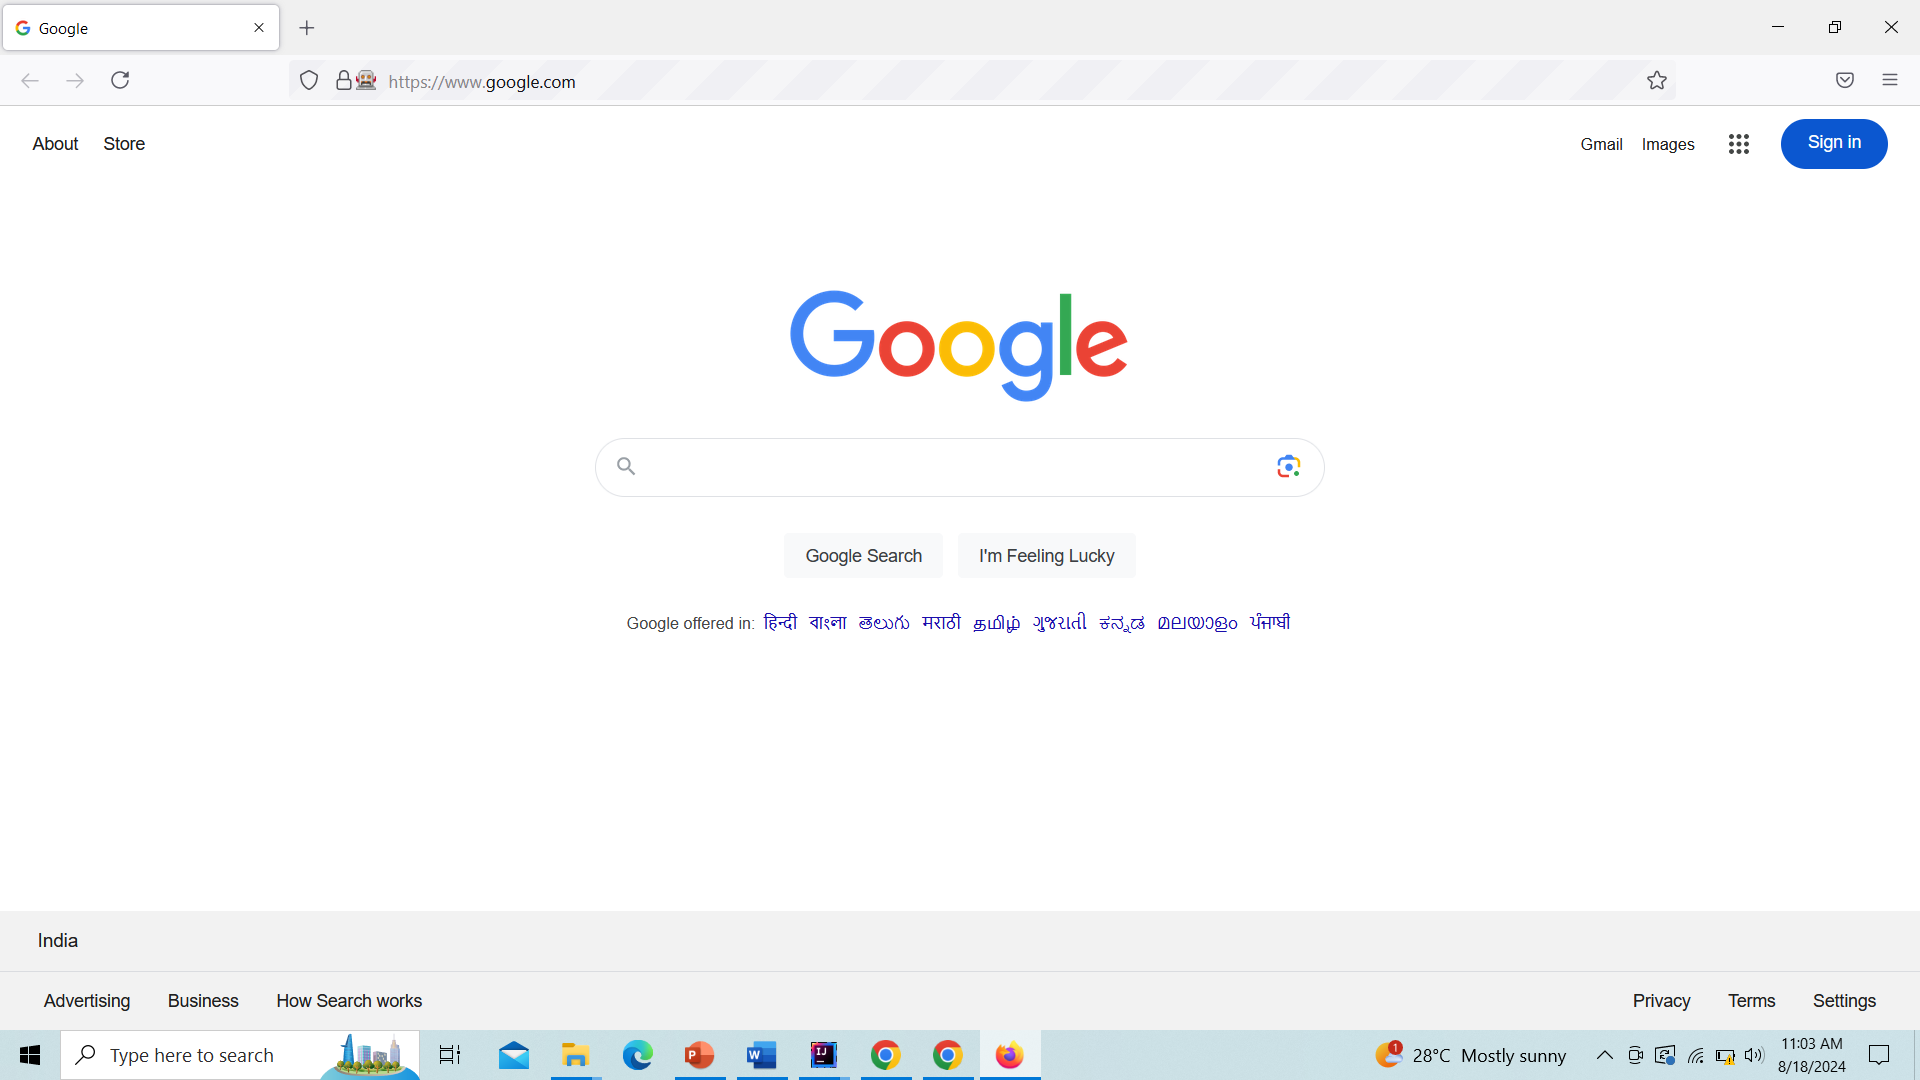 Google
https://www.google.com
About Store
Gmail Images Sign in
Google
Google Search I'm Feeling Lucky
Google offered in: हिन्दी বাংলা తెలుగు मराठी தமிழ் ગુજરાતી ಕನ್ನಡ മലയാളം ਪੰਜਾਬੀ
India
Advertising Business How Search works
Privacy Terms Settings
Type here to search
P
W
IJ
1
28°C Mostly sunny
11:03 AM
8/18/2024